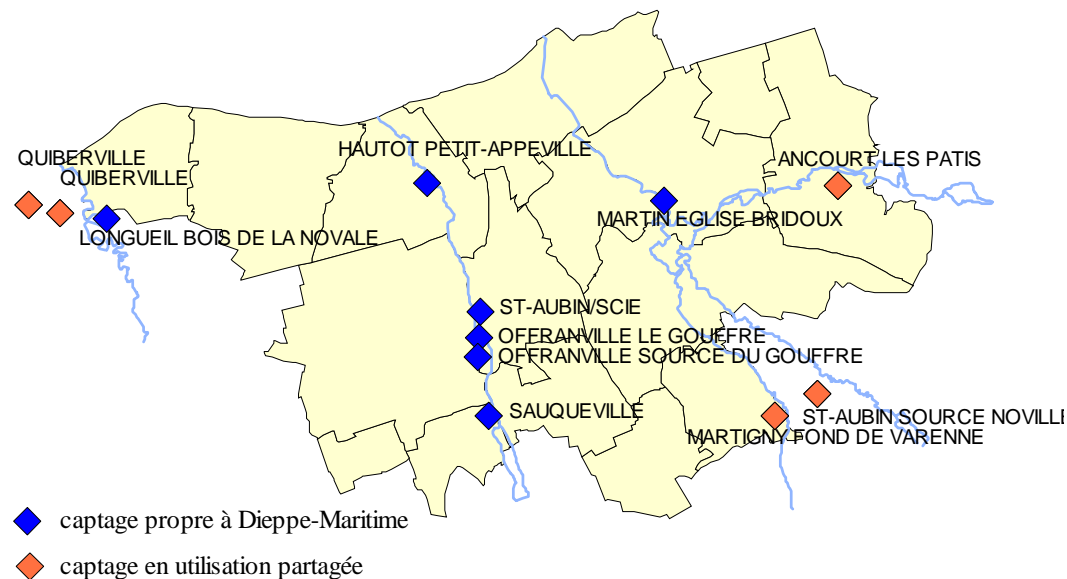 HAUTOT PETIT-APPEVILLE
QUIBERVILLE
ANCOURT LES PATIS
QUIBERVILLE
MARTIN EGLISE BRIDOUX
LONGUEIL BOIS DE LA NOVALE
ST-AUBIN/SCIE
OFFRANVILLE LE GOUFFRE
OFFRANVILLE SOURCE DU GOUFFRE
SAUQUEVILLE
ST-AUBIN SOURCE NOVILLE
MARTIGNY FOND DE VARENNE
captage propre à Dieppe-Maritime
captage en utilisation partagée